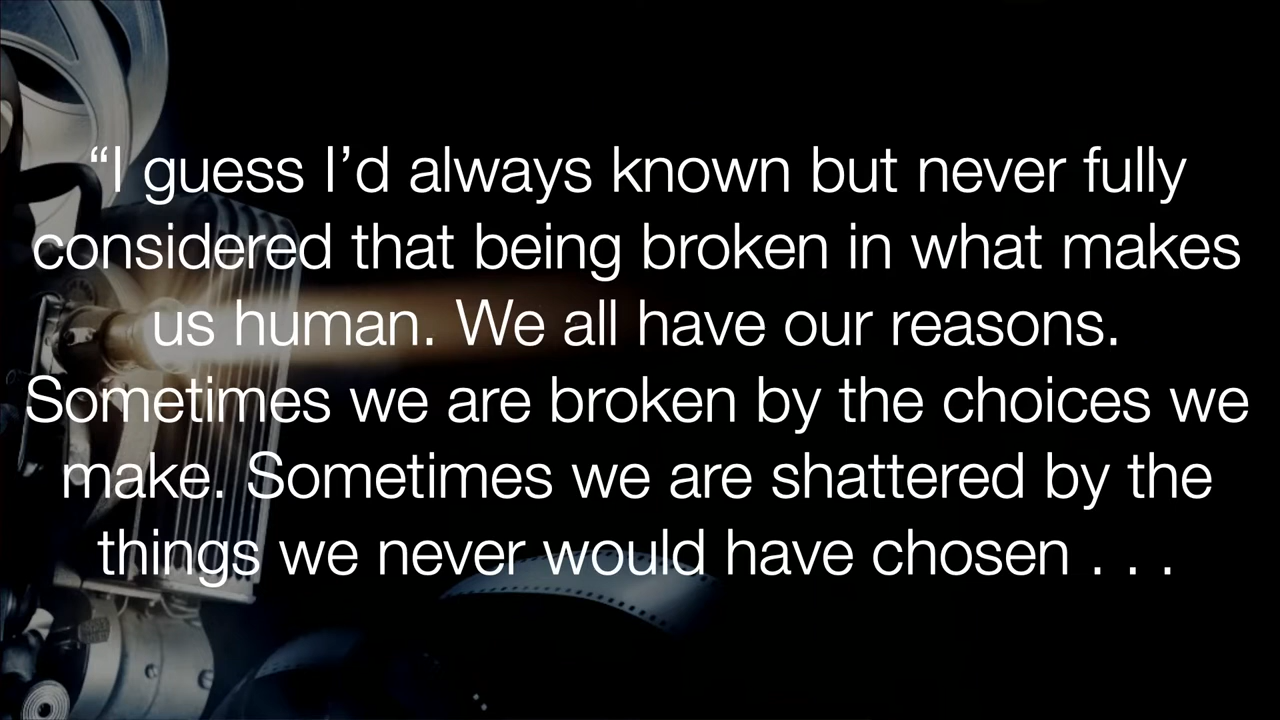 “I guess I’d always known but never fully
considered that being broken in what makes
us human. We all have our reasons.
Sometimes we are broken by the choices we
make. Sometimes we are shattered by the
things we never would have chosen . . .